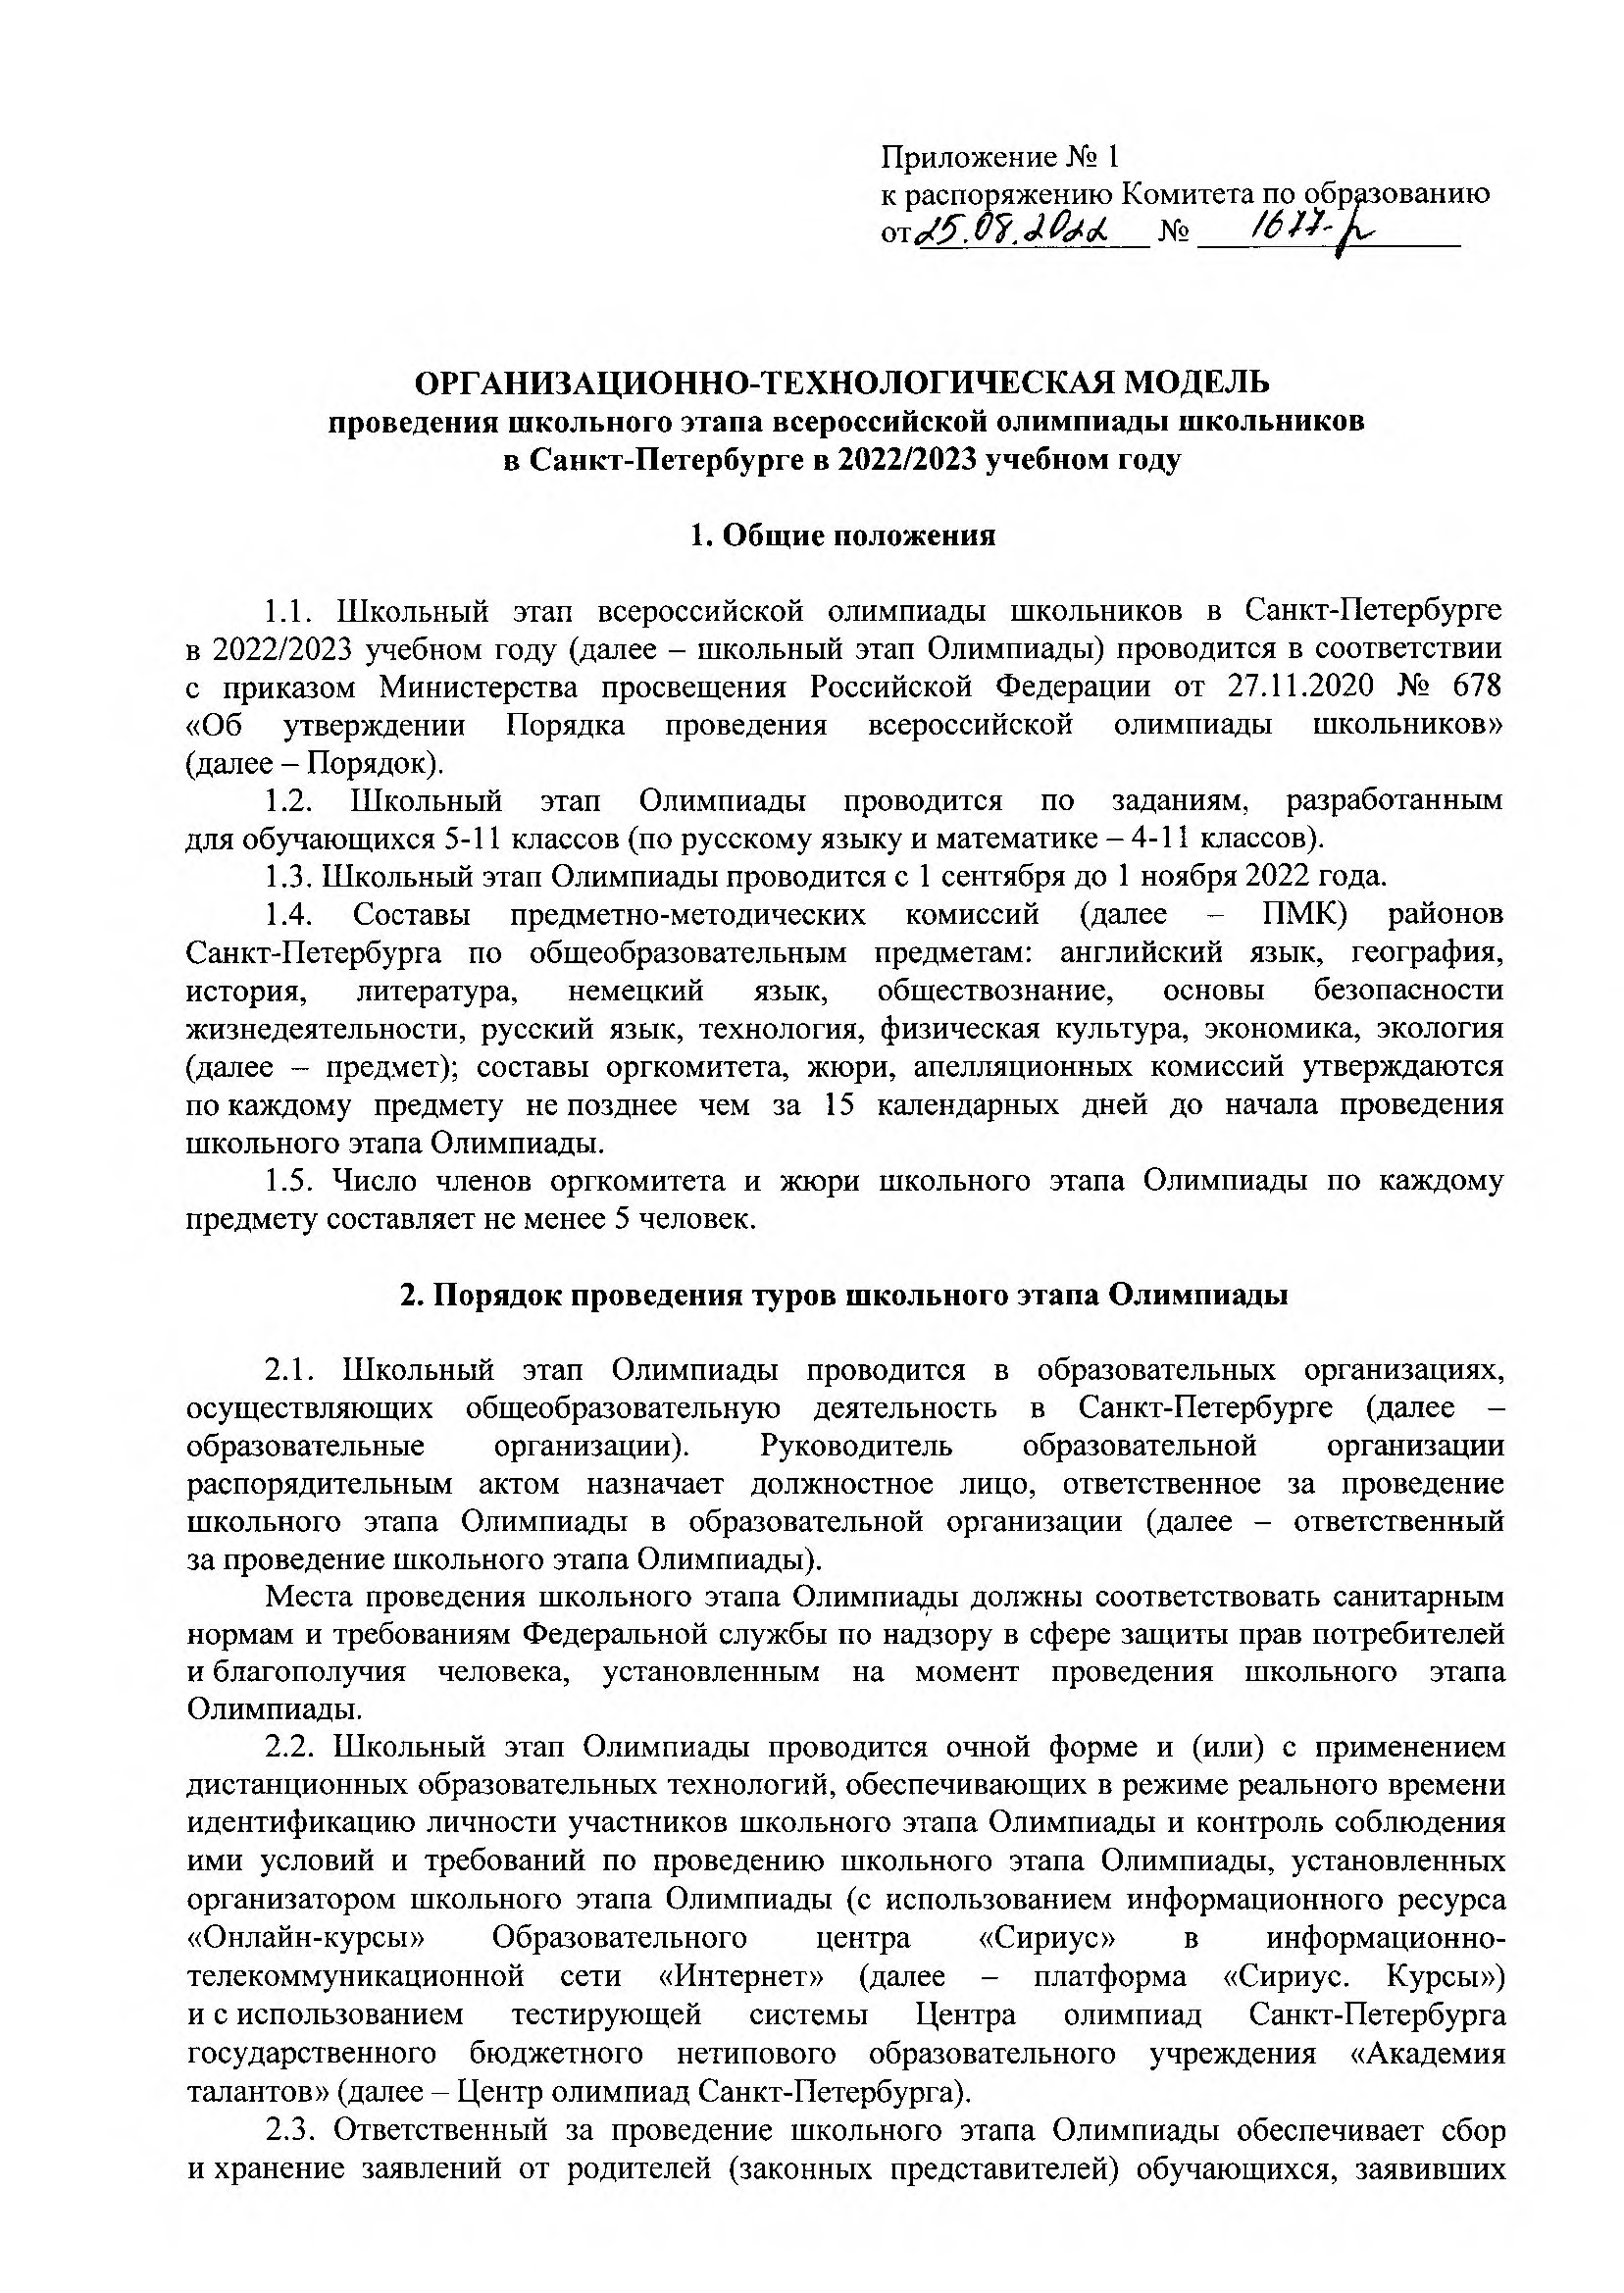 Приложение № 1
к распоряжению Комитета по образованию
от 25.08.2022 № 1677-р
ОРГАНИЗАЦИОННО-ТЕХНОЛОГИЧЕСКАЯ МОДЕЛЬ
проведения школьного этапа всероссийской олимпиады школьников
в Санкт-Петербурге в 2022/2023 учебном году
1. Общие положения
1.1. Школьный этап всероссийской олимпиады школьников в Санкт-Петербурге
в 2022/2023 учебном году (далее – школьный этап Олимпиады) проводится в соответствии
с приказом Министерства просвещения Российской Федерации от 27.11.2020 № 678
«Об утверждении Порядка проведения всероссийской олимпиады школьников»
(далее – Порядок).
1.2. Школьный этап Олимпиады проводится по заданиям, разработанным
для обучающихся 5-11 классов (по русскому языку и математике – 4-11 классов).
1.3. Школьный этап Олимпиады проводится с 1 сентября до 1 ноября 2022 года.
1.4. Составы предметно-методических комиссий (далее – ПМК) районов
Санкт-Петербурга по общеобразовательным предметам: английский язык, география,
история, литература, немецкий язык, обществознание, основы безопасности
жизнедеятельности, русский язык, технология, физическая культура, экономика, экология
(далее – предмет); составы оргкомитета, жюри, апелляционных комиссий утверждаются
по каждому предмету не позднее чем за 15 календарных дней до начала проведения
школьного этапа Олимпиады.
1.5. Число членов оргкомитета и жюри школьного этапа Олимпиады по каждому
предмету составляет не менее 5 человек.
2. Порядок проведения туров школьного этапа Олимпиады
2.1. Школьный этап Олимпиады проводится в образовательных организациях,
осуществляющих общеобразовательную деятельность в Санкт-Петербурге (далее –
образовательные организации). Руководитель образовательной организации
распорядительным актом назначает должностное лицо, ответственное за проведение
школьного этапа Олимпиады в образовательной организации (далее – ответственный
за проведение школьного этапа Олимпиады).
Места проведения школьного этапа Олимпиады должны соответствовать санитарным
нормам и требованиям Федеральной службы по надзору в сфере защиты прав потребителей
и благополучия человека, установленным на момент проведения школьного этапа
Олимпиады.
2.2. Школьный этап Олимпиады проводится очной форме и (или) с применением
дистанционных образовательных технологий, обеспечивающих в режиме реального времени
идентификацию личности участников школьного этапа Олимпиады и контроль соблюдения
ими условий и требований по проведению школьного этапа Олимпиады, установленных
организатором школьного этапа Олимпиады (с использованием информационного ресурса
«Онлайн-курсы» Образовательного центра «Сириус» в информационно-
телекоммуникационной сети «Интернет» (далее – платформа «Сириус. Курсы»)
и с использованием тестирующей системы Центра олимпиад Санкт-Петербурга
государственного бюджетного нетипового образовательного учреждения «Академия
талантов» (далее – Центр олимпиад Санкт-Петербурга).
2.3. Ответственный за проведение школьного этапа Олимпиады обеспечивает сбор
и хранение заявлений от родителей (законных представителей) обучающихся, заявивших